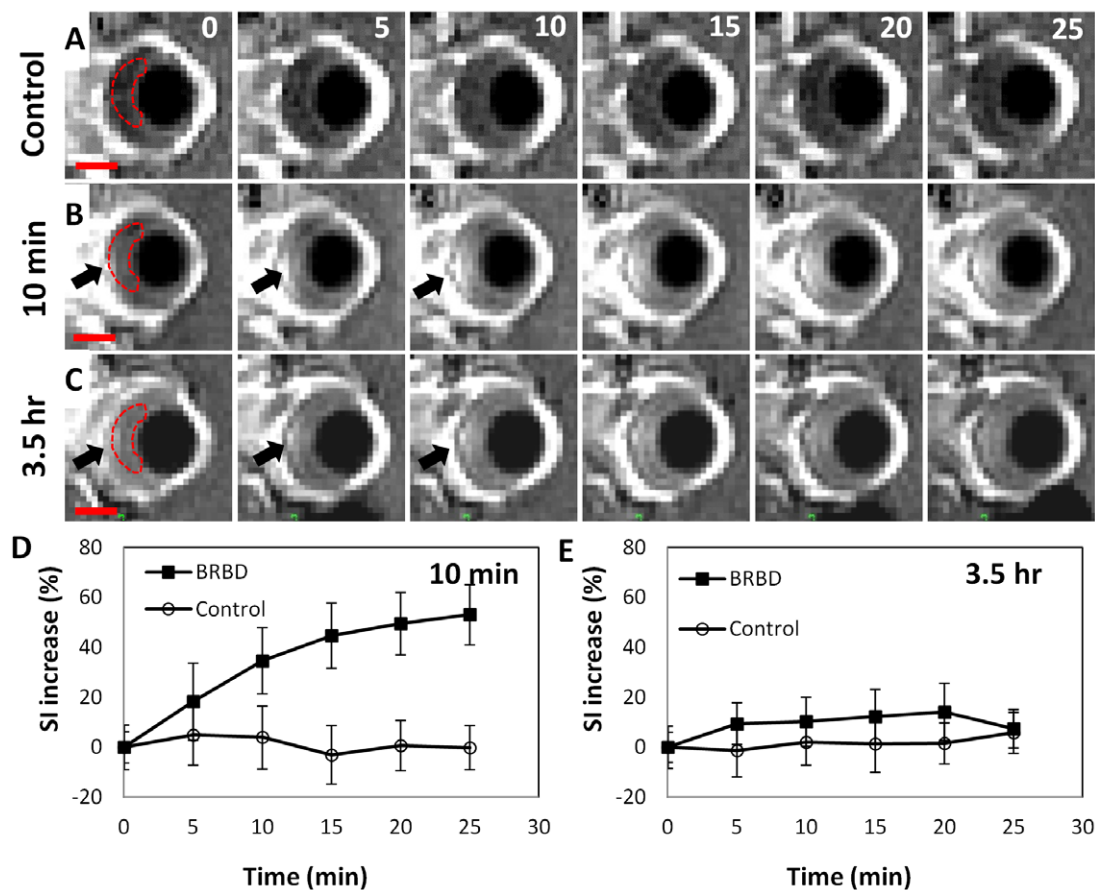 A
Control
0
5
10
15
20
25
B
10 min
C
3.5 hr
D
SI increase (%)
80
60
40
20
0
-20
BRBD
Control
10 min
0 5 10 15 20 25 30
Time (min)
E
SI increase (%)
80
60
40
20
0
-20
BRBD
Control
3.5 hr
0 5 10 15 20 25 30
Time (min)